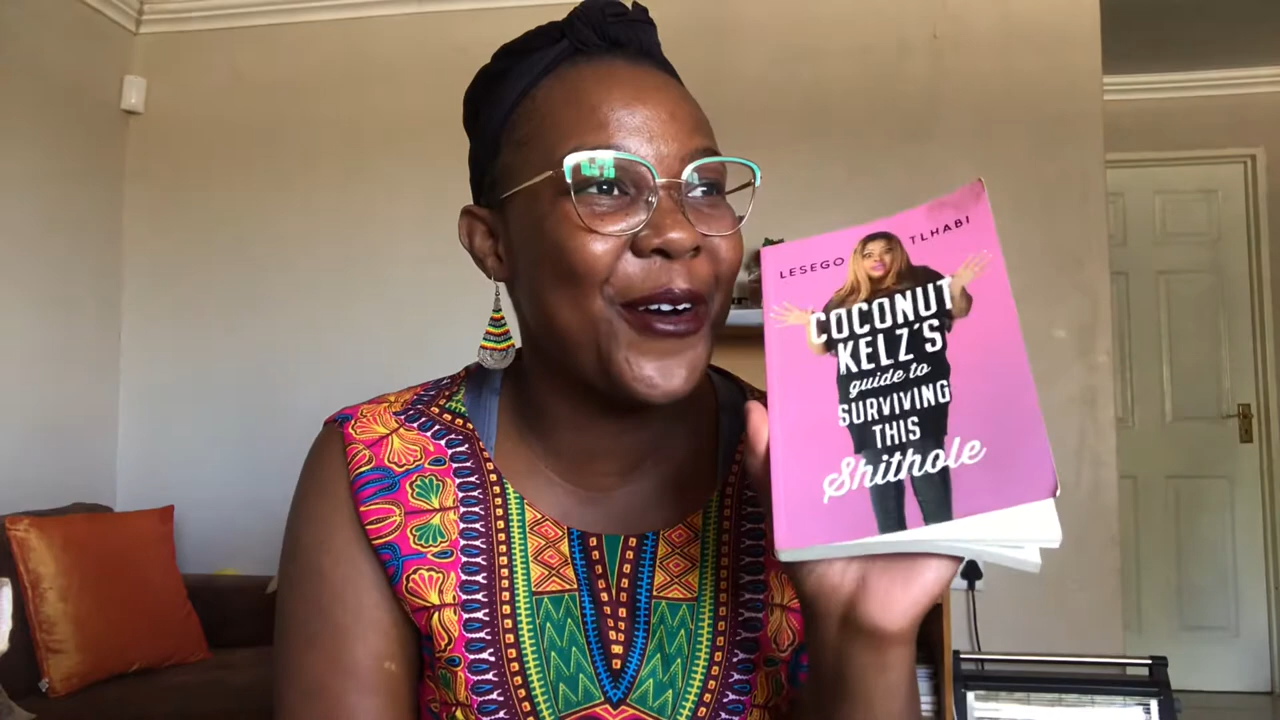 LESEGO TLHABI
COCONUT
KELZ'S
guide to
SURVIVING
THIS
Shithole